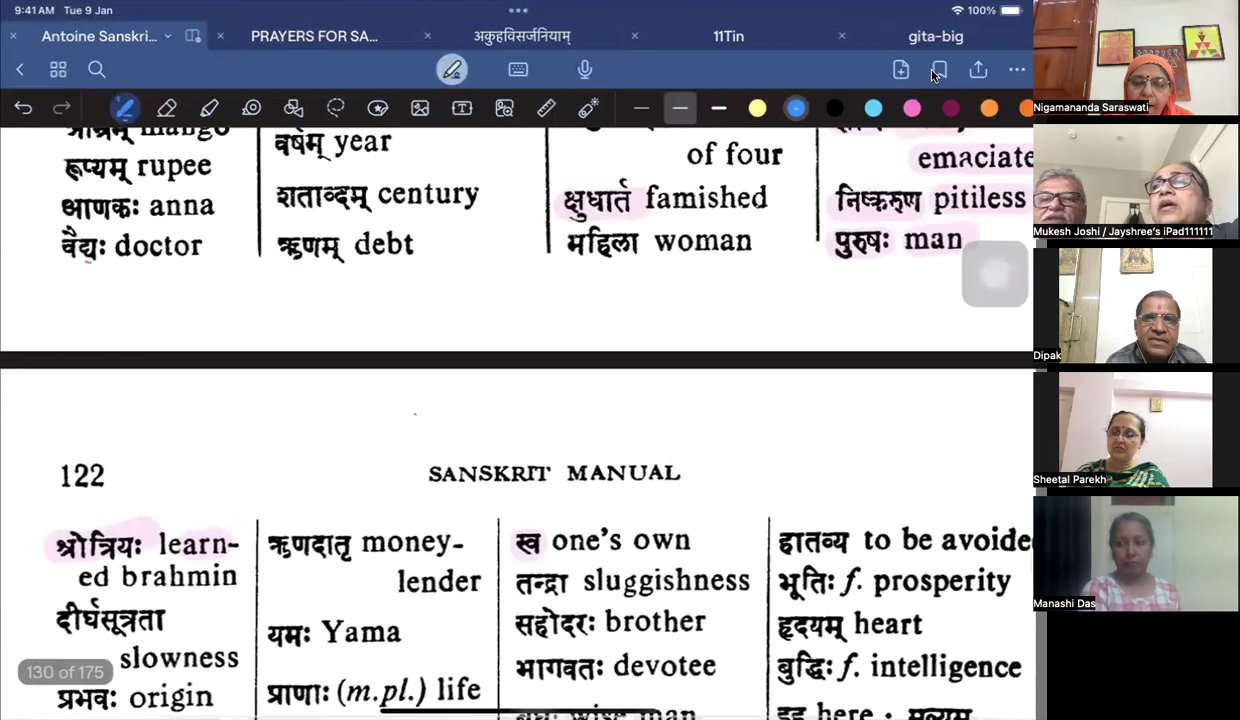 9:41 AM Tue 9 Jan
100%
Antoine Sanskri...
PRAYERS FOR SA...
अकुहविसर्जनियाम्
11Tin
gita-big
mango
वर्षम् year
of four
emaciate
रूप्यम् rupee
शताब्दम् century
क्षुधार्त famished
निष्करुण pitiless
आणकः anna
वैद्यः doctor
ऋणम् debt
महिला woman
पुरुषः man
122
SANSKRIT MANUAL
श्रोत्रियः learn-
ed brahmin
दीर्घसूत्रता
slowness
प्रभवः origin
ऋणदातृ money-
lender
यमः Yama
प्राणाः (m.pl.) life
स्व one's own
तन्द्रा sluggishness
सहोदरः brother
भागवतः devotee
wise man
हातव्य to be avoide
भूतिः f. prosperity
हृदयम् heart
बुद्धिः f. intelligence
here
130 of 175
Nigamananda Saraswati
Mukesh Joshi / Jayshree's iPad111111
Dipak
Sheetal Parekh
Manashi Das